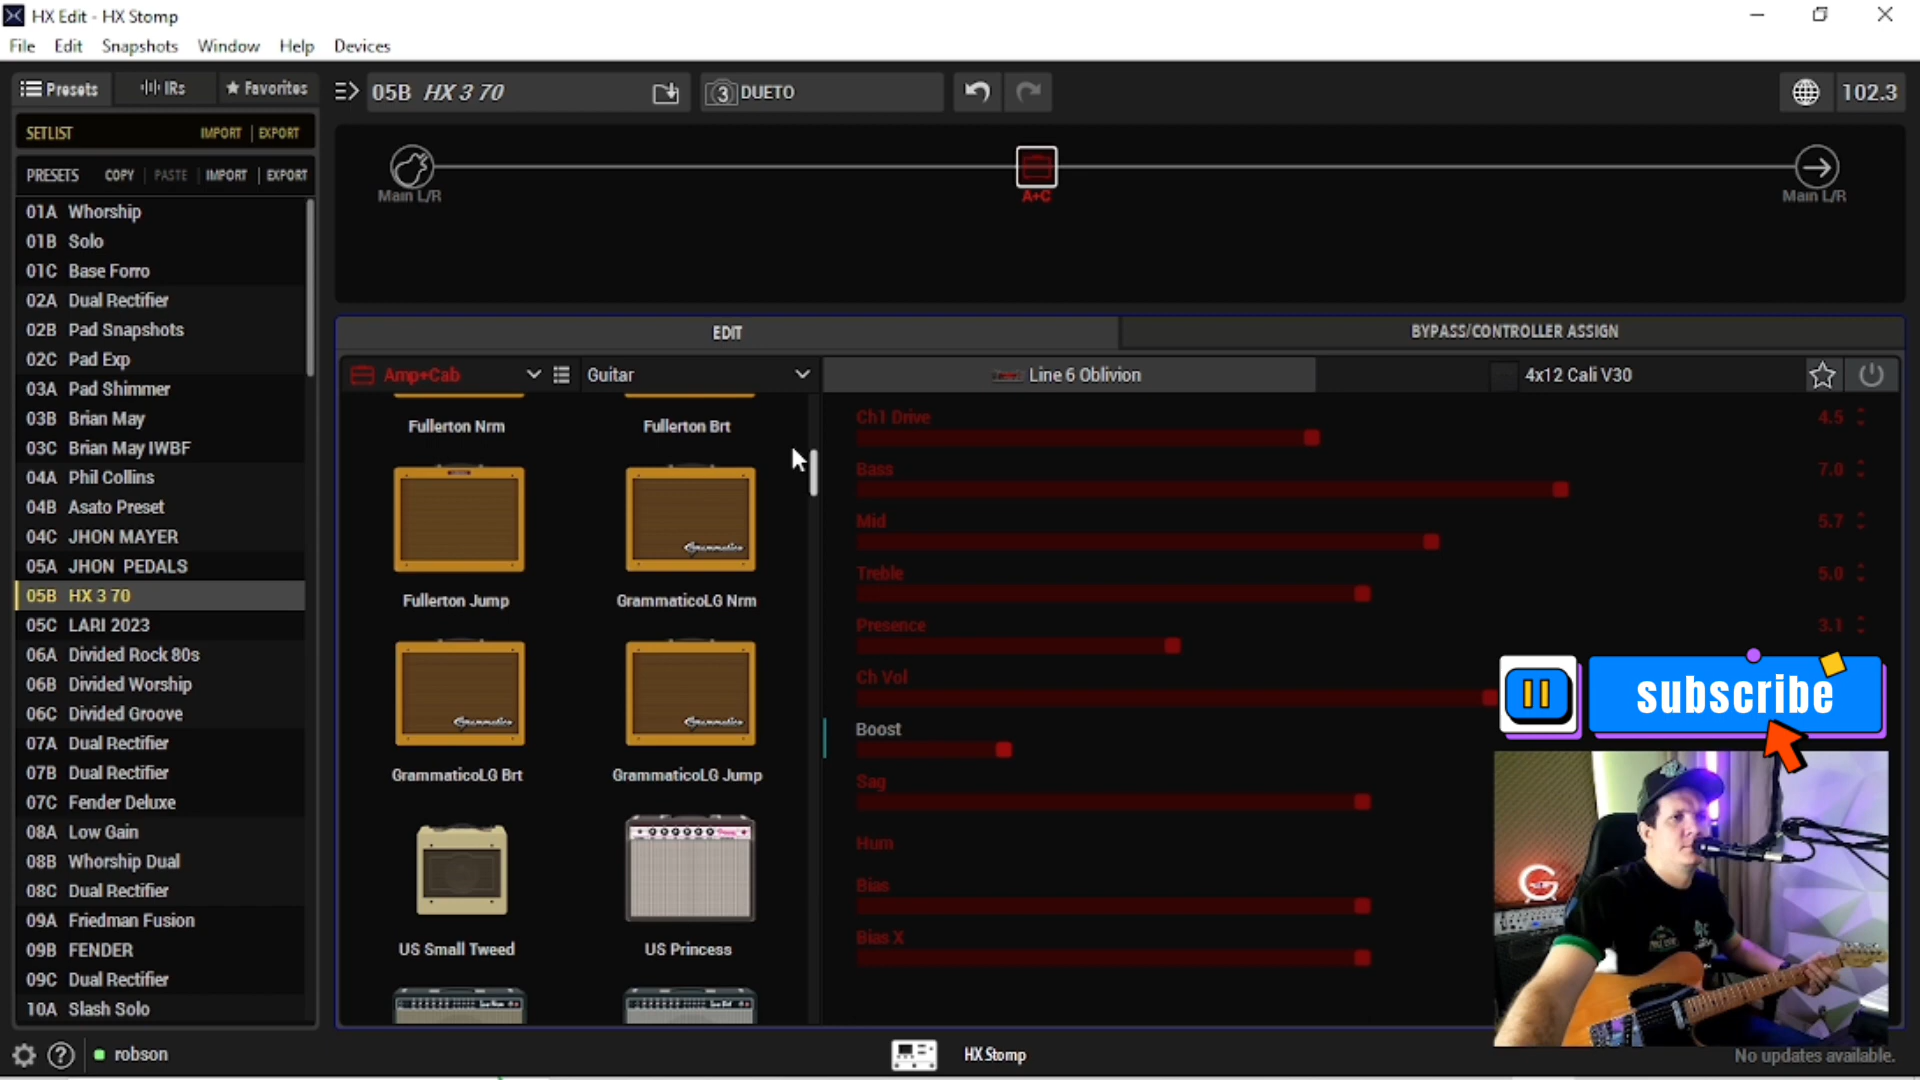 HX Edit - HX Stomp
File Edit Snapshots Window Help Devices
Presets IRs Favorites
05B HX 3 70
3 DUETO
102.3
SETLIST IMPORT EXPORT
PRESETS COPY PASTE IMPORT EXPORT
Main L/R
A+C
Main L/R
01A Whorship
01B Solo
01C Base Forro
02A Dual Rectifier
02B Pad Snapshots
02C Pad Exp
03A Pad Shimmer
03B Brian May
03C Brian May IWBF
04A Phil Collins
04B Asato Preset
04C JHON MAYER
05A JHON PEDALS
05B HX 3 70
05C LARI 2023
06A Divided Rock 80s
06B Divided Worship
06C Divided Groove
07A Dual Rectifier
07B Dual Rectifier
07C Fender Deluxe
08A Low Gain
08B Whorship Dual
08C Dual Rectifier
09A Friedman Fusion
09B FENDER
09C Dual Rectifier
10A Slash Solo
EDIT
BYPASS/CONTROLLER ASSIGN
Amp+Cab
Guitar
Line 6 Oblivion
4x12 Cali V30
Fullerton Nrm
Fullerton Brt
Fullerton Jump
Grammatico
GrammaticoLG Nrm
Grammatico
GrammaticoLG Brt
Grammatico
GrammaticoLG Jump
US Small Tweed
US Princess
Ch1 Drive 4.5
Bass 7.0
Mid 5.7
Treble 5.0
Presence 3.1
Ch Vol
Boost
Sag
Hum
Bias
Bias X
subscribe
G
robson
HX Stomp
No updates available.